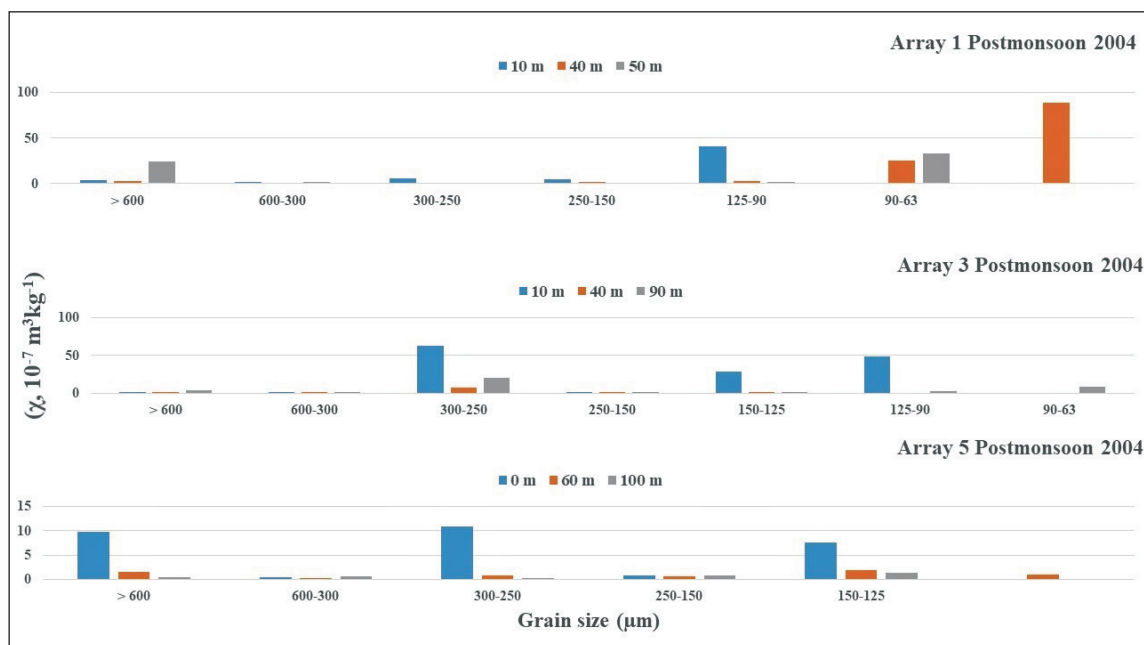 Array 1 Postmonsoon 2004
10 m 40 m 50 m
100
50
0
> 600 600-300 300-250 250-150 125-90 90-63
Array 3 Postmonsoon 2004
10 m 40 m 90 m
100
50
0
> 600 600-300 300-250 250-150 150-125 125-90 90-63
(χ, 10⁻⁷ m³kg⁻¹)
Array 5 Postmonsoon 2004
0 m 60 m 100 m
15
10
5
0
> 600 600-300 300-250 250-150 150-125
Grain size (µm)